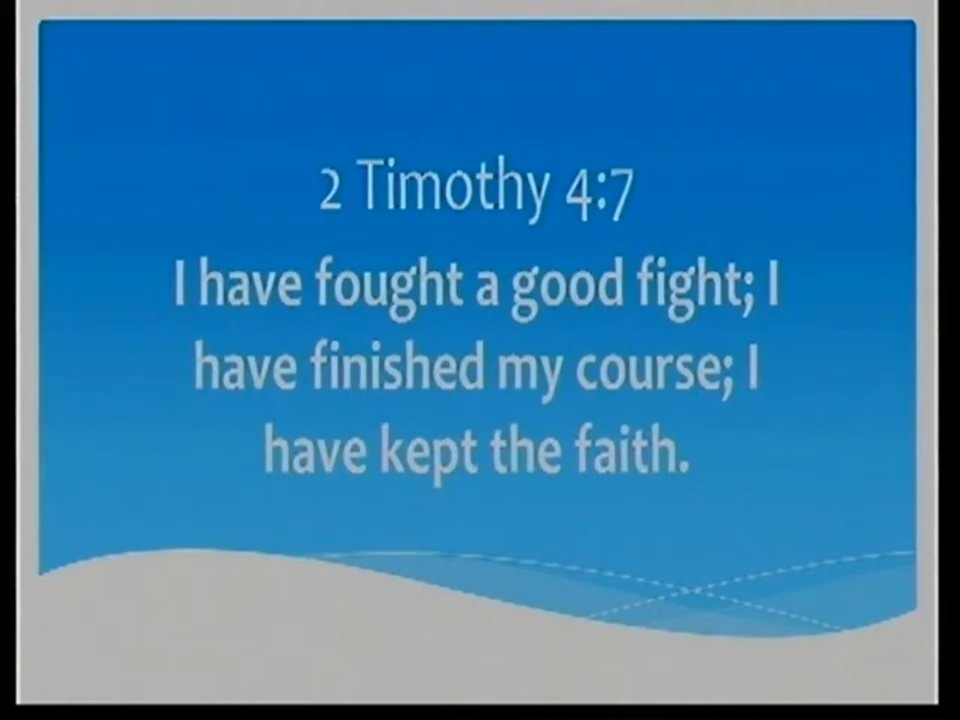 2 Timothy 4:7
I have fought a good fight; I
have finished my course; I
have kept the faith.